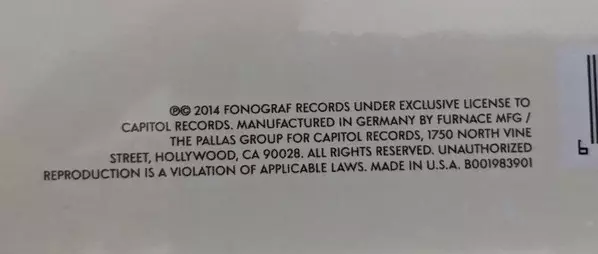 ℗© 2014 FONOGRAF RECORDS UNDER EXCLUSIVE LICENSE TO
CAPITOL RECORDS. MANUFACTURED IN GERMANY BY FURNACE MFG /
THE PALLAS GROUP FOR CAPITOL RECORDS, 1750 NORTH VINE
STREET, HOLLYWOOD, CA 90028. ALL RIGHTS RESERVED. UNAUTHORIZED
REPRODUCTION IS A VIOLATION OF APPLICABLE LAWS. MADE IN U.S.A. B001983901